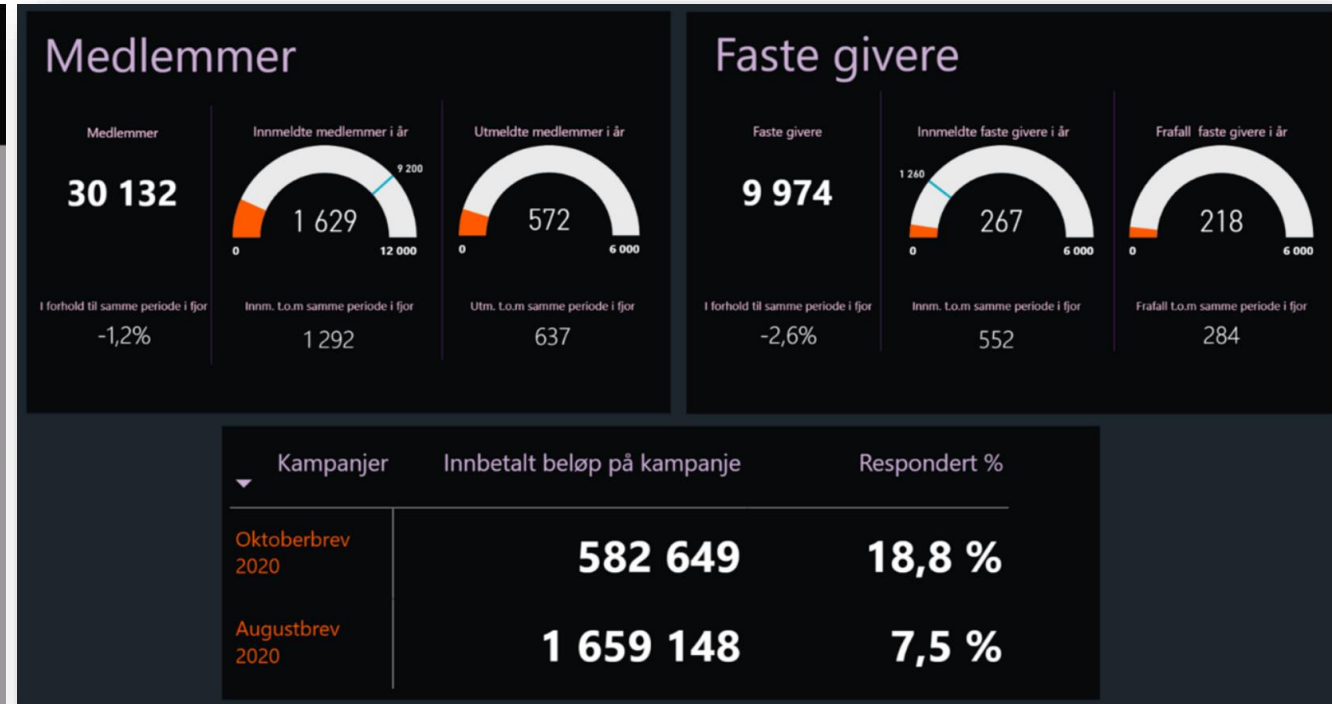 Medlemmer
Medlemmer
30 132
I forhold til samme periode i fjor
-1,2%
Innmeldte medlemmer i år
9 200
1 629
0
12 000
Innm. t.o.m samme periode i fjor
1 292
Utmeldte medlemmer i år
572
0
6 000
Utm. t.o.m samme periode i fjor
637
Faste givere
Faste givere
9 974
I forhold til samme periode i fjor
-2,6%
Innmeldte faste givere i år
1 260
267
0
6 000
Innm. t.o.m samme periode i fjor
552
Frafall faste givere i år
218
0
6 000
Frafall t.o.m samme periode i fjor
284
Kampanjer Innbetalt beløp på kampanje Respondert %
Oktoberbrev
2020
582 649 18,8 %
Augustbrev
2020
1 659 148 7,5 %